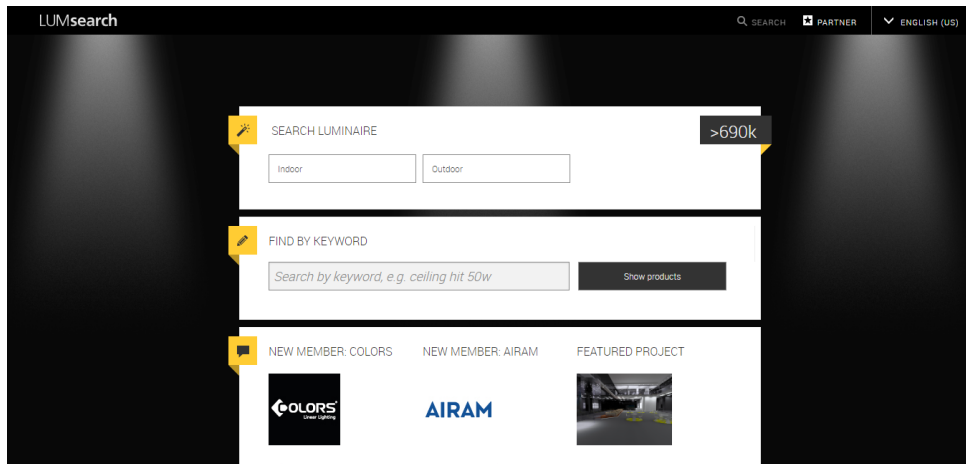 LUMsearch
SEARCH
PARTNER
ENGLISH (US)
SEARCH LUMINAIRE
>690k
Indoor
Outdoor
FIND BY KEYWORD
Search by keyword, e.g. ceiling hit 50w
Show products
NEW MEMBER: COLORS
NEW MEMBER: AIRAM
FEATURED PROJECT
COLORS
Linear Lighting
AIRAM